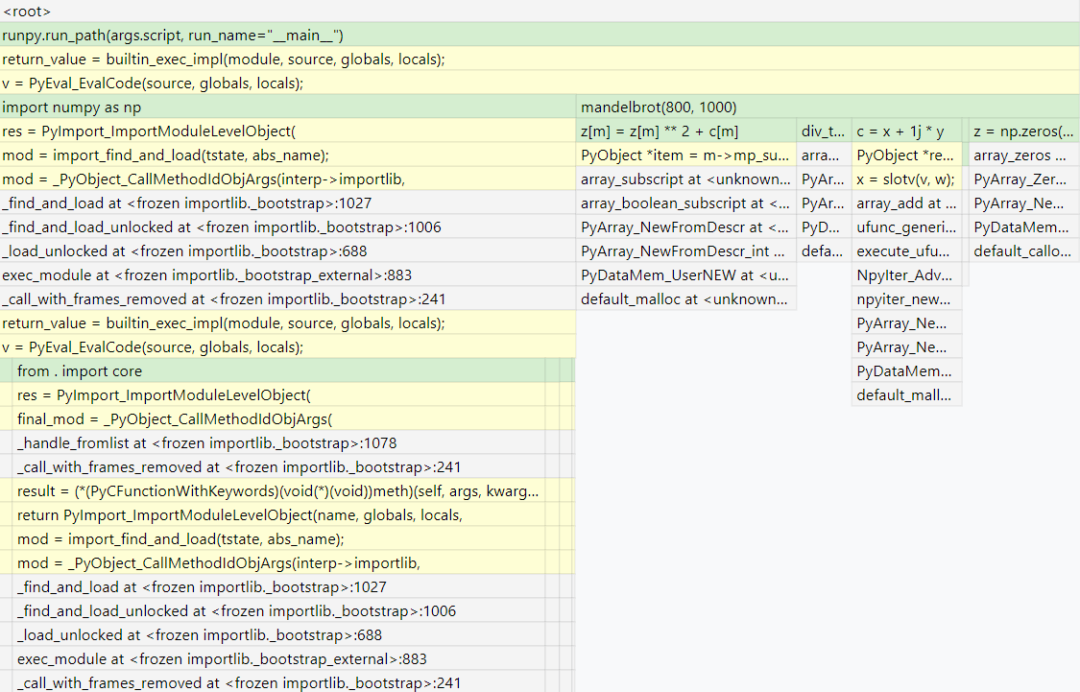 <root>
runpy.run_path(args.script, run_name="__main__")
return_value = builtin_exec_impl(module, source, globals, locals);
v = PyEval_EvalCode(source, globals, locals);
import numpy as np mandelbrot(800, 1000)
res = PyImport_ImportModuleLevelObject( z[m] = z[m] ** 2 + c[m] div_t... c = x + 1j * y z = np.zeros(...
mod = import_find_and_load(tstate, abs_name); PyObject *item = m->mp_su... arra... PyObject *re... array_zeros ...
mod = _PyObject_CallMethodIdObjArgs(interp->importlib, array_subscript at <unknown... PyAr... x = slotv(v, w); PyArray_Zer...
_find_and_load at <frozen importlib._bootstrap>:1027 array_boolean_subscript at <... PyAr... array_add at ... PyArray_Ne...
_find_and_load_unlocked at <frozen importlib._bootstrap>:1006 PyArray_NewFromDescr at <... PyD... ufunc_generi... PyDataMem...
_load_unlocked at <frozen importlib._bootstrap>:688 PyArray_NewFromDescr_int ... defa... execute_ufu... default_callo...
exec_module at <frozen importlib._bootstrap_external>:883 PyDataMem_UserNEW at <u... NpyIter_Adv...
_call_with_frames_removed at <frozen importlib._bootstrap>:241 default_malloc at <unknown... npyiter_new...
return_value = builtin_exec_impl(module, source, globals, locals); PyArray_Ne...
v = PyEval_EvalCode(source, globals, locals); PyArray_Ne...
from . import core PyDataMem...
res = PyImport_ImportModuleLevelObject( default_mall...
final_mod = _PyObject_CallMethodIdObjArgs(
_handle_fromlist at <frozen importlib._bootstrap>:1078
_call_with_frames_removed at <frozen importlib._bootstrap>:241
result = (*(PyCFunctionWithKeywords)(void(*)(void))meth)(self, args, kwarg...
return PyImport_ImportModuleLevelObject(name, globals, locals,
mod = import_find_and_load(tstate, abs_name);
mod = _PyObject_CallMethodIdObjArgs(interp->importlib,
_find_and_load at <frozen importlib._bootstrap>:1027
_find_and_load_unlocked at <frozen importlib._bootstrap>:1006
_load_unlocked at <frozen importlib._bootstrap>:688
exec_module at <frozen importlib._bootstrap_external>:883
_call_with_frames_removed at <frozen importlib._bootstrap>:241